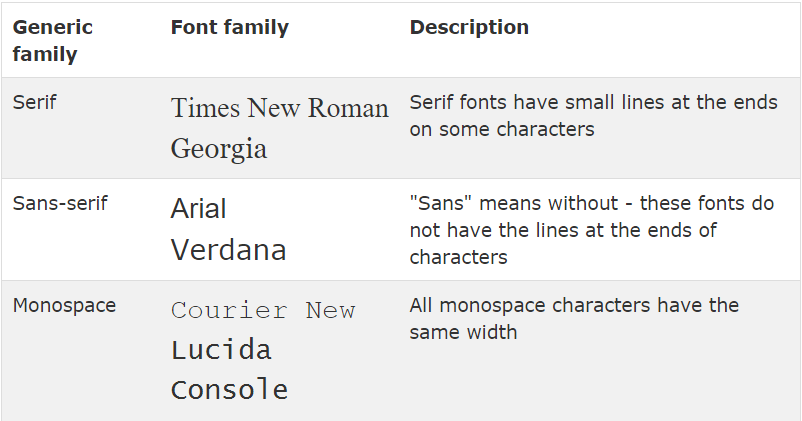 Generic family
Font family
Description
Serif
Times New Roman
Georgia
Serif fonts have small lines at the ends
on some characters
Sans-serif
Arial
Verdana
"Sans" means without - these fonts do
not have the lines at the ends of
characters
Monospace
Courier New
Lucida
Console
All monospace characters have the
same width